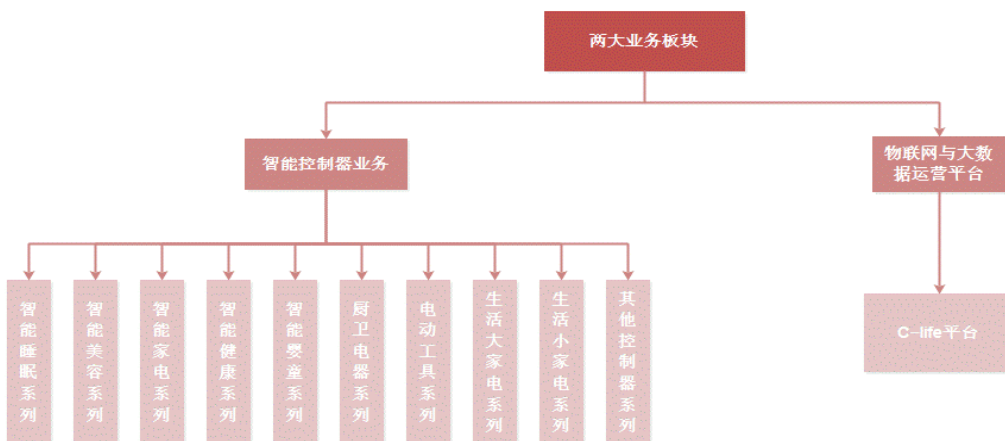 两大业务板块
智能控制器业务
物联网与大数
据运营平台
智能睡眠系列
智能美容系列
智能家电系列
智能健康系列
智能婴童系列
厨卫电器系列
电动工具系列
生活大家电系列
生活小家电系列
其他控制器系列
C-life平台